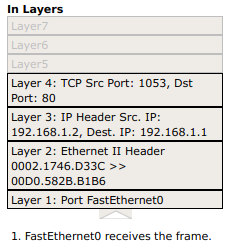 In Layers
Layer7
Layer6
Layer5
Layer 4: TCP Src Port: 1053, Dst
Port: 80
Layer 3: IP Header Src. IP:
192.168.1.2, Dest. IP: 192.168.1.1
Layer 2: Ethernet II Header
0002.1746.D33C >>
00D0.582B.B1B6
Layer 1: Port FastEthernet0
1. FastEthernet0 receives the frame.